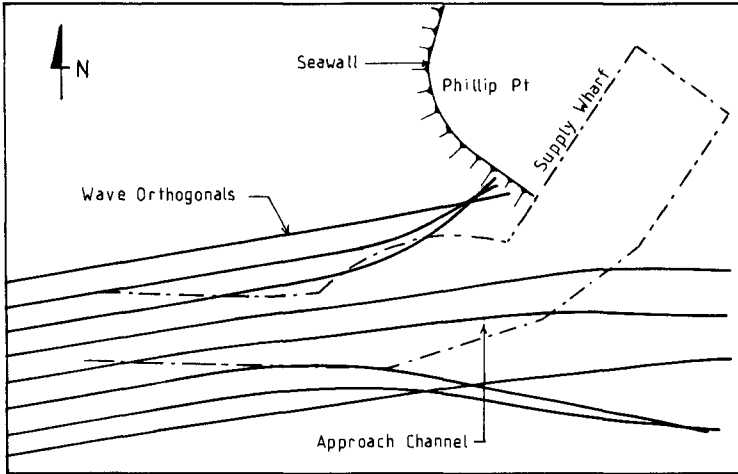 N
Seawall
Phillip Pt
Supply Wharf
Wave Orthogonals
Approach Channel